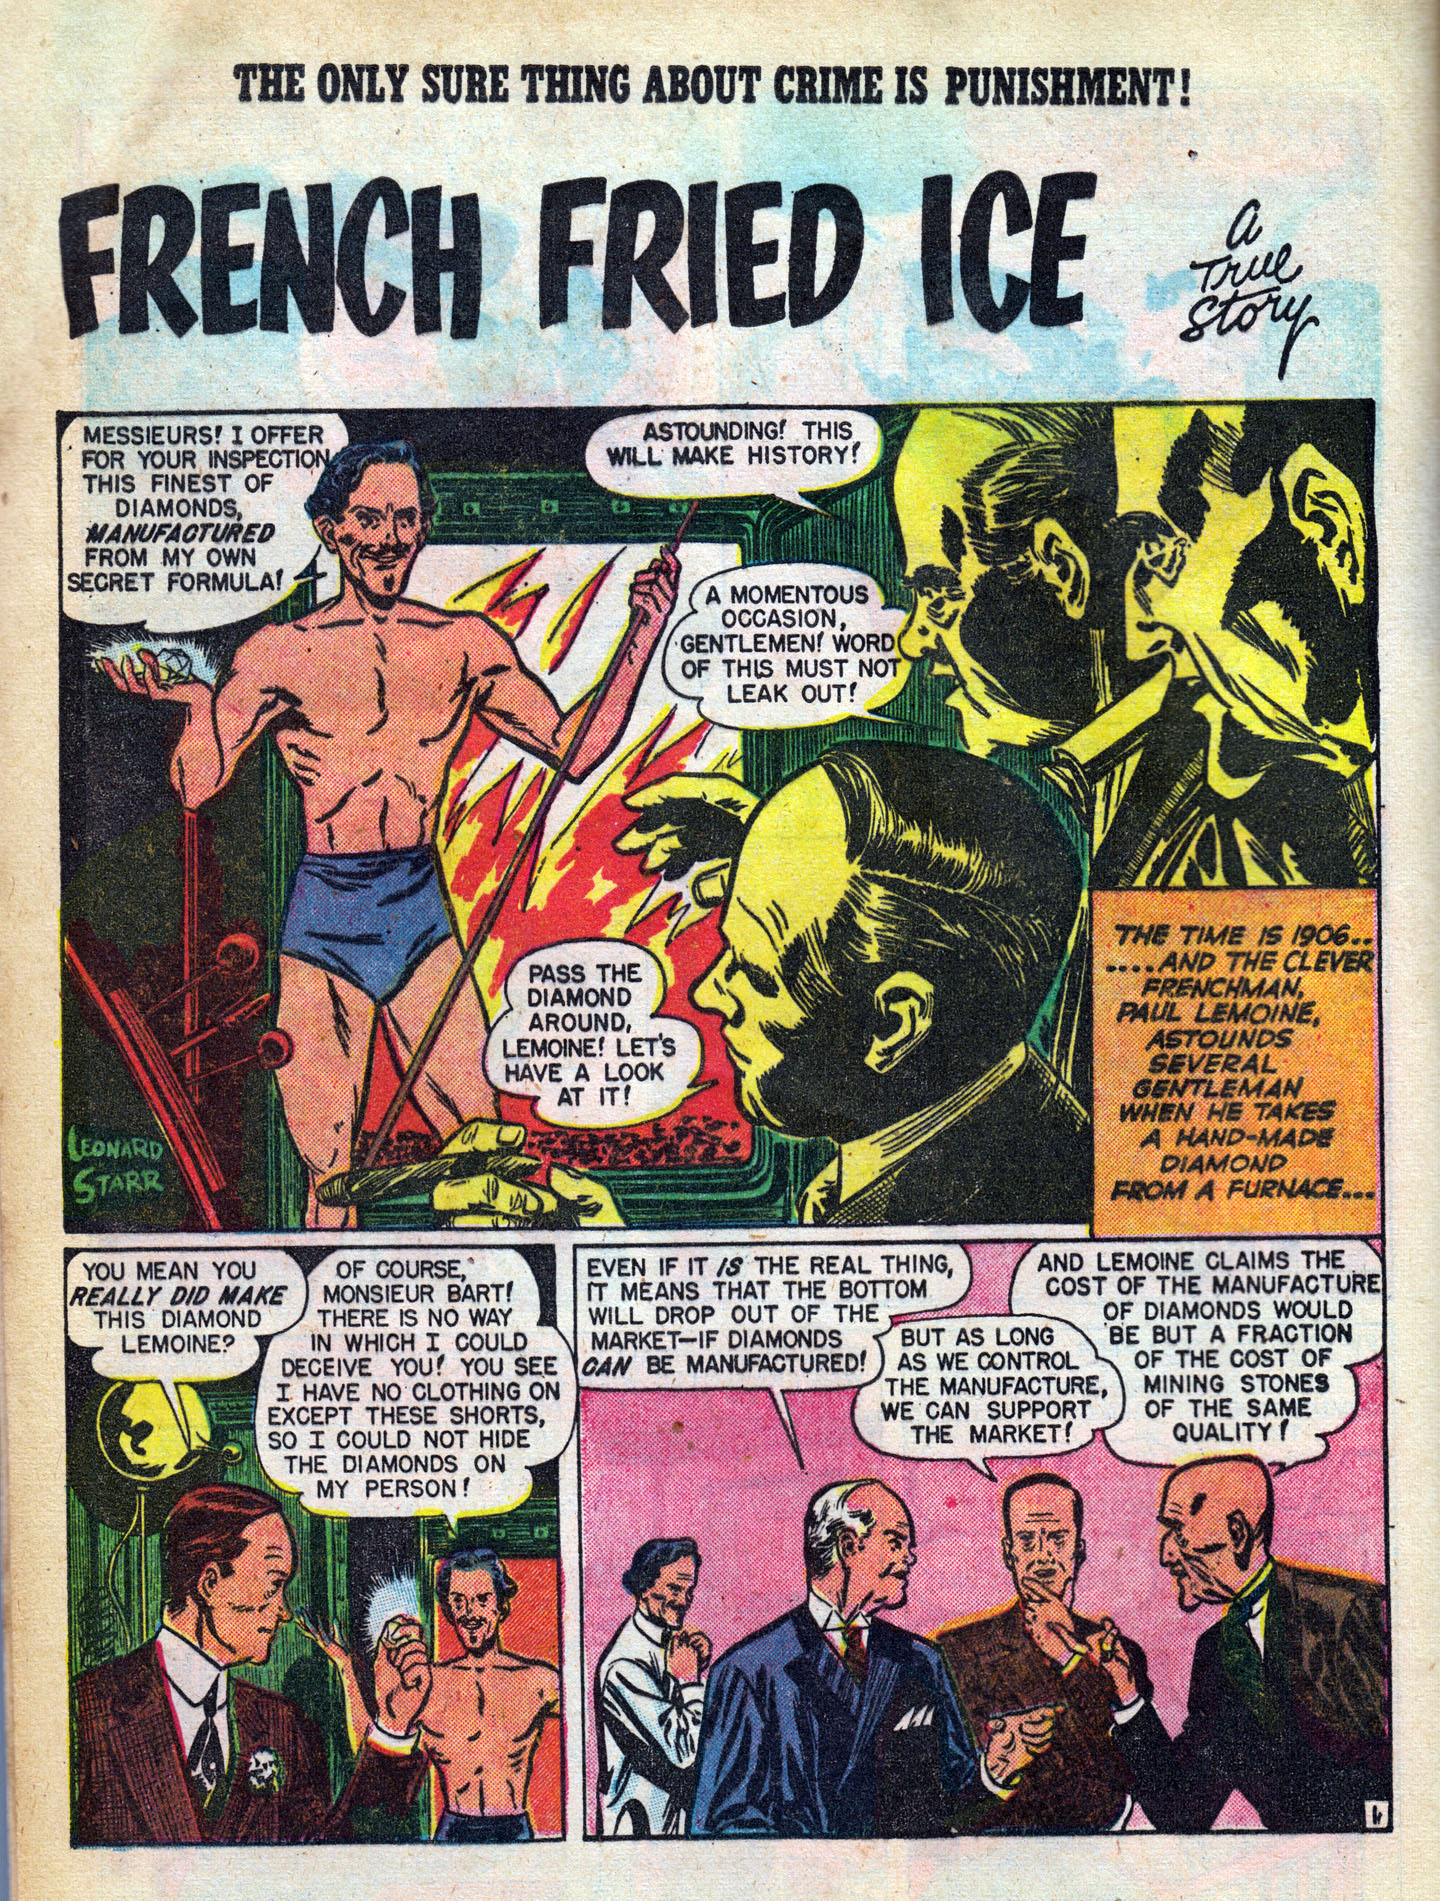 THE ONLY SURE THING ABOUT CRIME IS PUNISHMENT!
FRENCH FRIED ICE
A
True
Story
MESSIEURS! I OFFER
FOR YOUR INSPECTION
THIS FINEST OF
DIAMONDS,
MANUFACTURED
FROM MY OWN
SECRET FORMULA!
ASTOUNDING! THIS
WILL MAKE HISTORY!
A MOMENTOUS
OCCASION,
GENTLEMEN! WORD
OF THIS MUST NOT
LEAK OUT!
PASS THE
DIAMOND
AROUND,
LEMOINE! LET'S
HAVE A LOOK
AT IT!
THE TIME IS 1906..
.....AND THE CLEVER
FRENCHMAN,
PAUL LEMOINE,
ASTOUNDS
SEVERAL
GENTLEMAN
WHEN HE TAKES
A HAND-MADE
DIAMOND
FROM A FURNACE....
LEONARD
STARR
YOU MEAN YOU
REALLY DID MAKE
THIS DIAMOND
LEMOINE?
OF COURSE,
MONSIEUR BART!
THERE IS NO WAY
IN WHICH I COULD
DECEIVE YOU! YOU SEE
I HAVE NO CLOTHING ON
EXCEPT THESE SHORTS,
SO I COULD NOT HIDE
THE DIAMONDS ON
MY PERSON!
EVEN IF IT IS THE REAL THING,
IT MEANS THAT THE BOTTOM
WILL DROP OUT OF THE
MARKET—IF DIAMONDS
CAN BE MANUFACTURED!
BUT AS LONG
AS WE CONTROL
THE MANUFACTURE,
WE CAN SUPPORT
THE MARKET!
AND LEMOINE CLAIMS THE
COST OF THE MANUFACTURE
OF DIAMONDS WOULD
BE BUT A FRACTION
OF THE COST OF
MINING STONES
OF THE SAME
QUALITY!
1